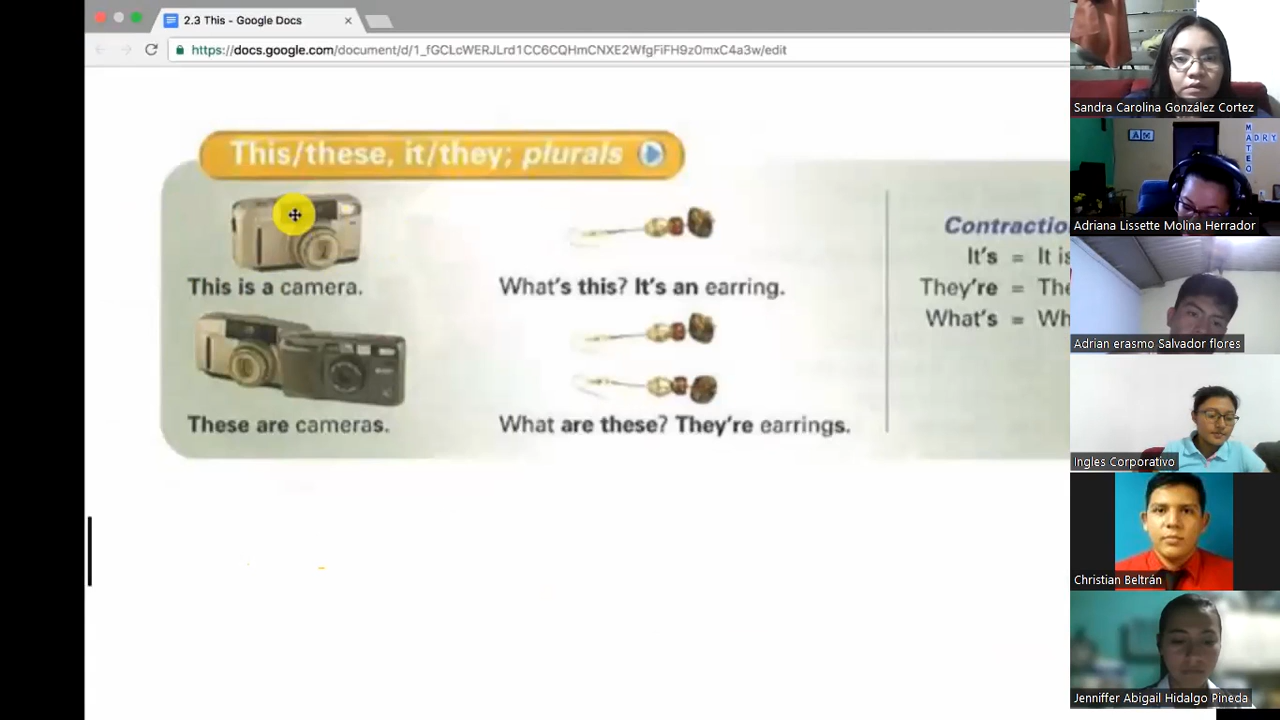 2.3 This - Google Docs
https://docs.google.com/document/d/1_fGCLcWERJLrd1CC6CQHmCNXE2WfgFiFH9z0mxC4a3w/edit
This/these, it/they; plurals
This is a camera.
What's this? It's an earring.
These are cameras.
What are these? They're earrings.
Contractio
It's = It is
They're = The
What's = Wh
Sandra Carolina González Cortez
Adriana Lissette Molina Herrador
Adrian erasmo Salvador flores
Ingles Corporativo
Christian Beltrán
Jenniffer Abigail Hidalgo Pineda
MATEO
ADRY